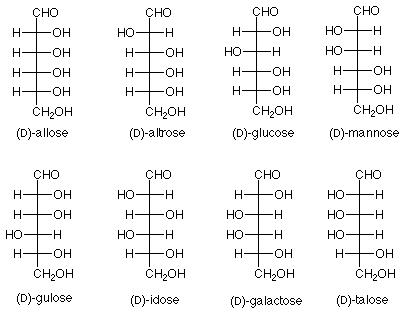 CHO CHO CHO CHO
H OH HO H H OH HO H
H OH H OH HO H HO H
H OH H OH H OH H OH
H OH H OH H OH H OH
CH2OH CH2OH CH2OH CH2OH
(D)-allose (D)-altrose (D)-glucose (D)-mannose
CHO CHO CHO CHO
H OH HO H H OH HO H
H OH H OH HO H HO H
HO H HO H HO H HO H
H OH H OH H OH H OH
CH2OH CH2OH CH2OH CH2OH
(D)-gulose (D)-idose (D)-galactose (D)-talose